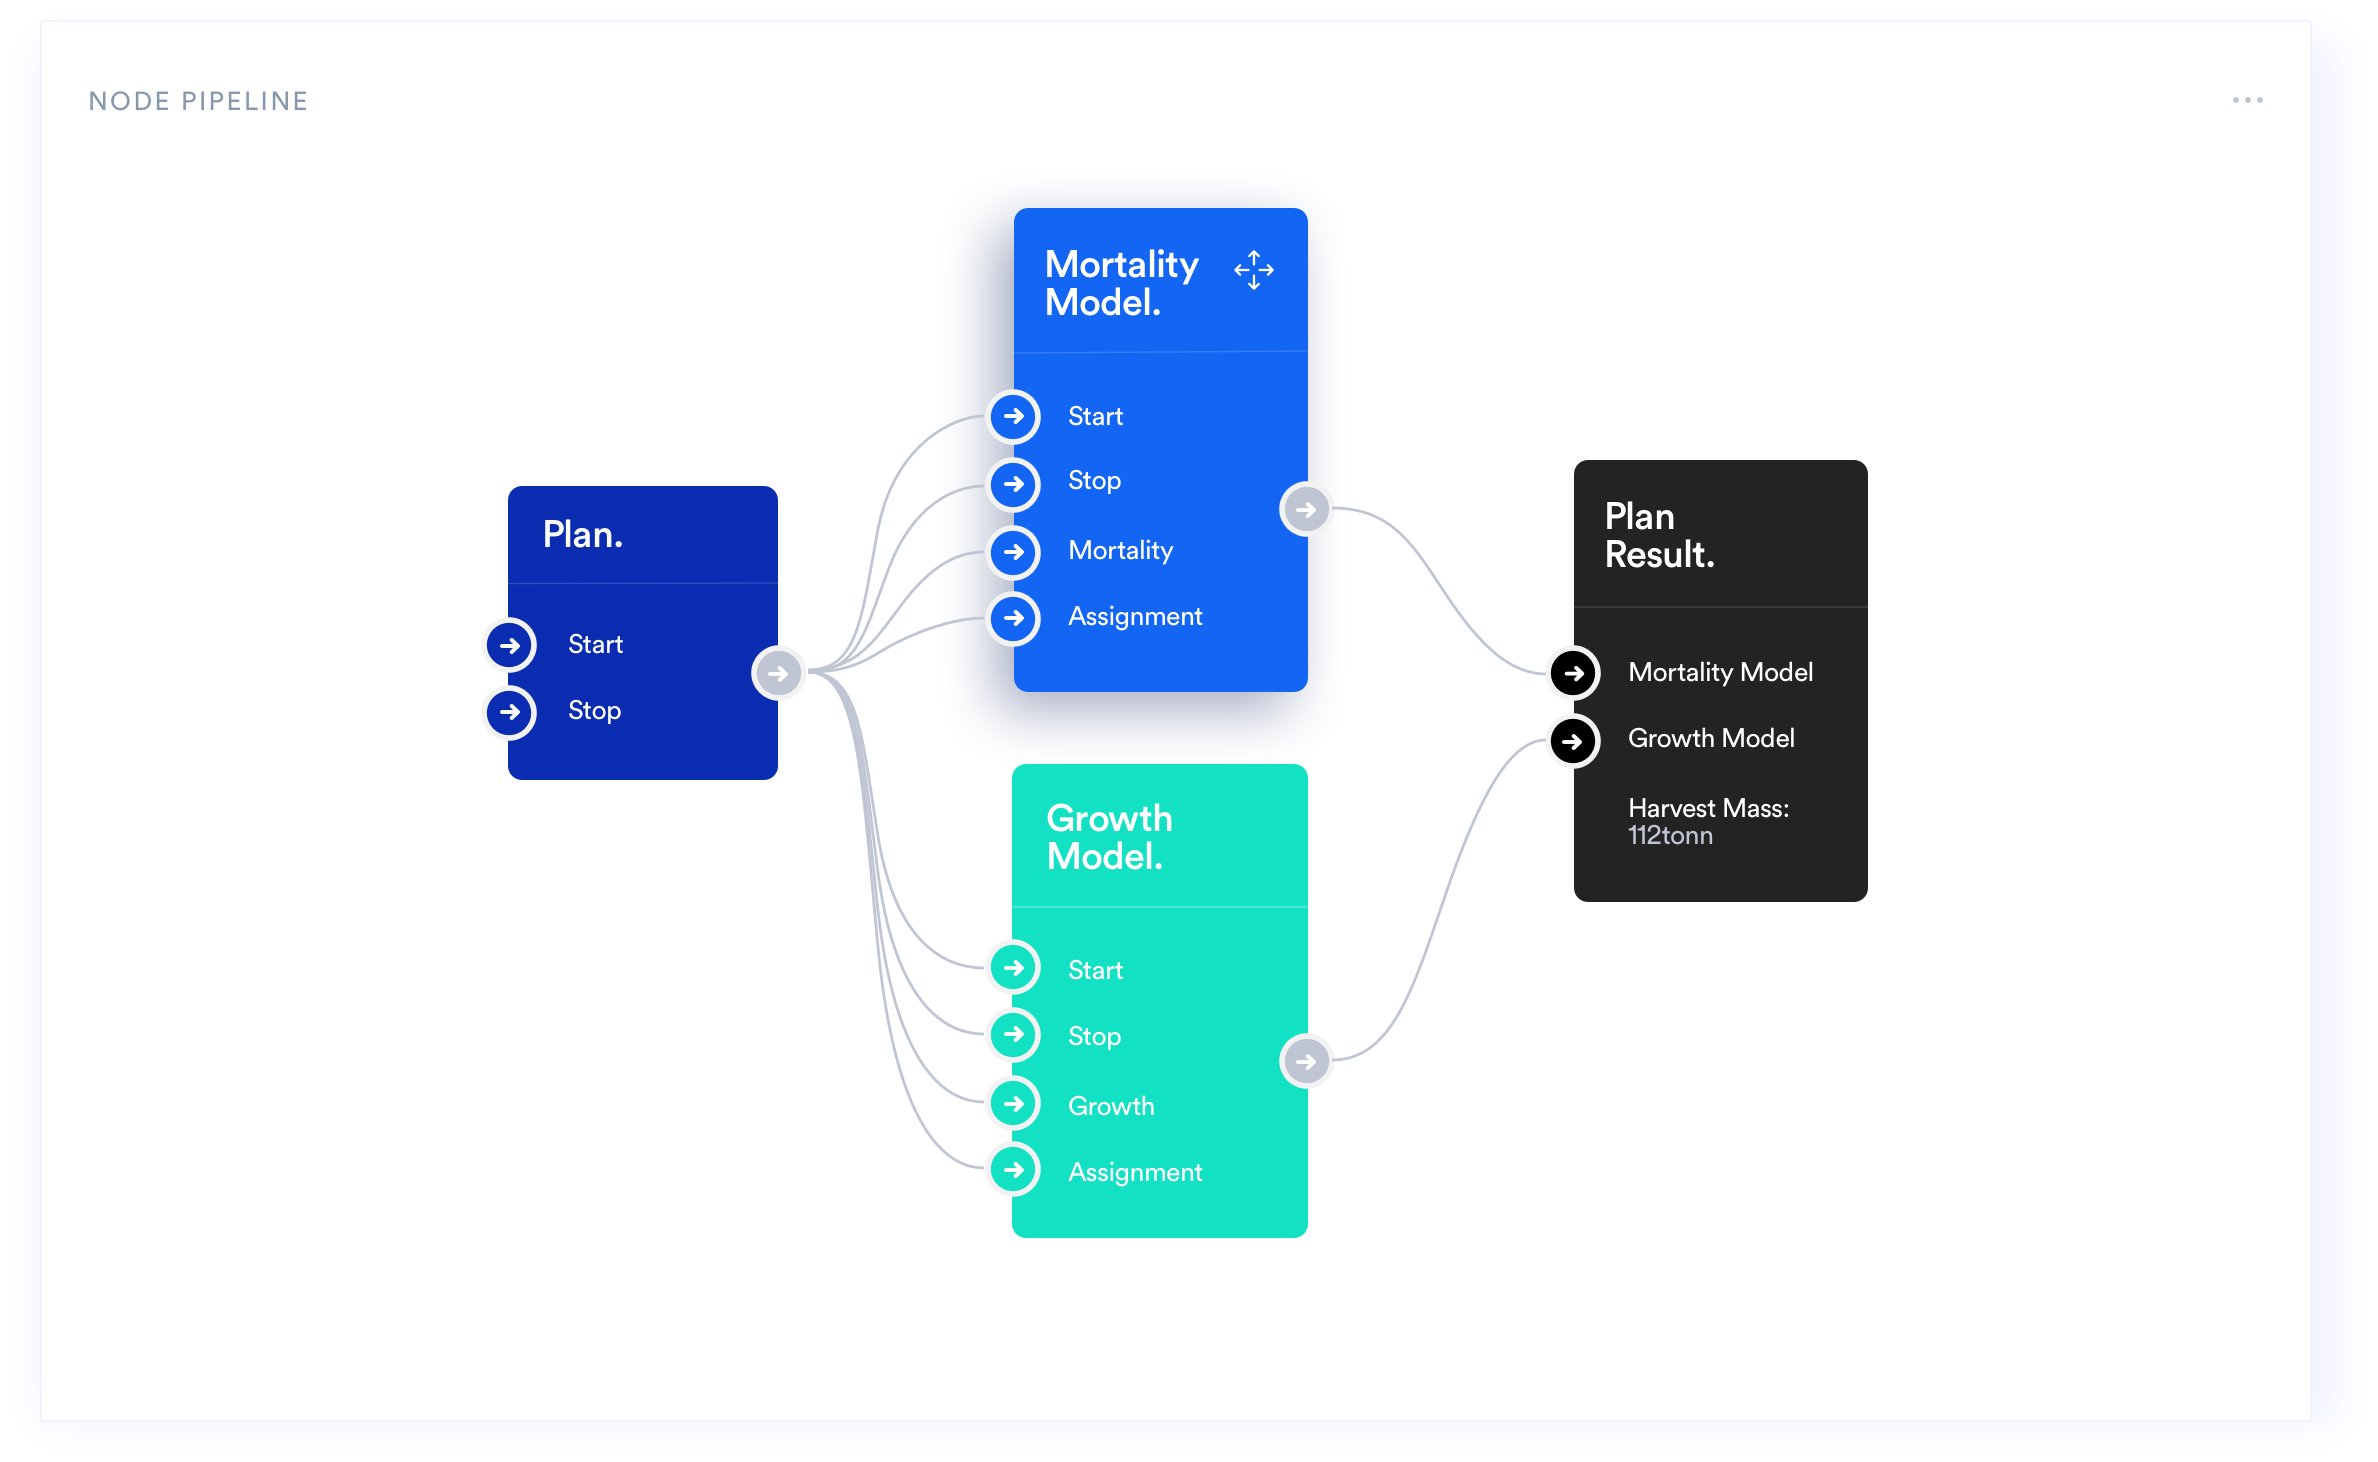 NODE PIPELINE
Plan.
Start
Stop
Mortality
Model.
Start
Stop
Mortality
Assignment
Growth
Model.
Start
Stop
Growth
Assignment
Plan
Result.
Mortality Model
Growth Model
Harvest Mass:
112tonn